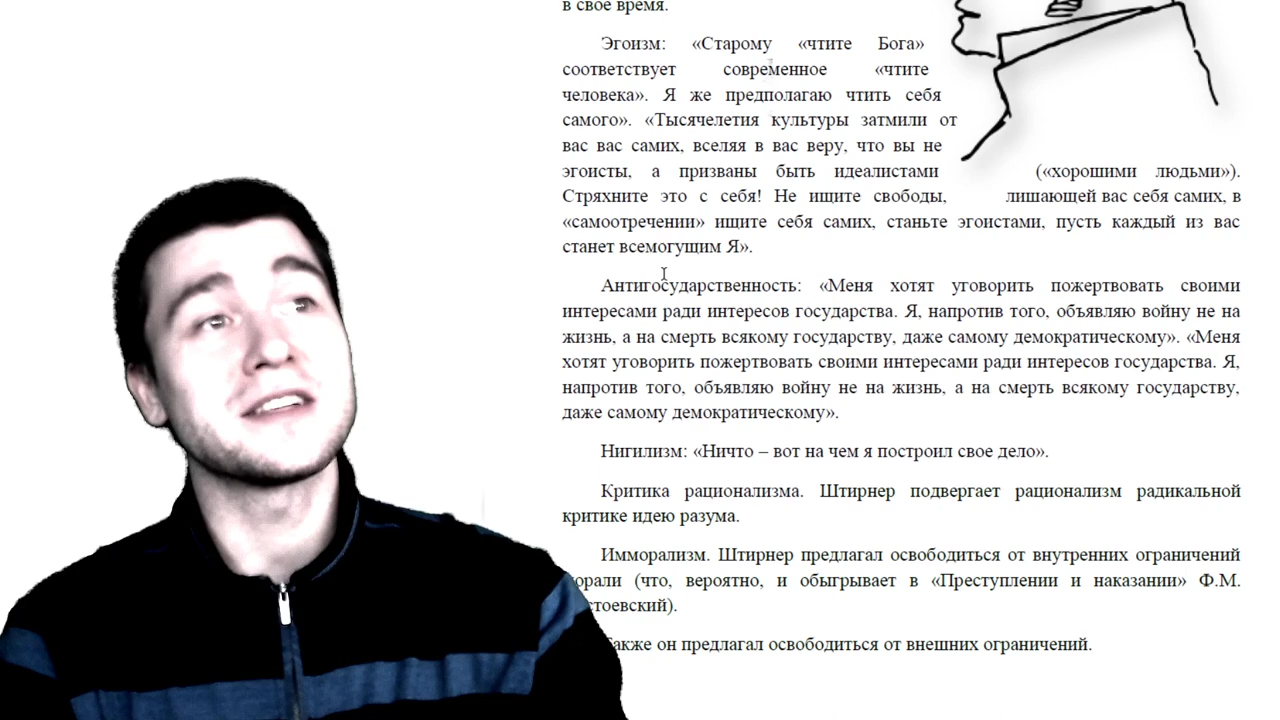 в свое время.
Эгоизм: «Старому «чтите Бога»
соответствует современное «чтите
человека». Я же предполагаю чтить себя
самого». «Тысячелетия культуры затмили от
вас вас самих, вселяя в вас веру, что вы не
эгоисты, а призваны быть идеалистами («хорошими людьми»).
Стряхните это с себя! Не ищите свободы, лишающей вас себя самих, в
«самоотречении» ищите себя самих, станьте эгоистами, пусть каждый из вас
станет всемогущим Я».
Антигосударственность: «Меня хотят уговорить пожертвовать своими
интересами ради интересов государства. Я, напротив того, объявляю войну не на
жизнь, а на смерть всякому государству, даже самому демократическому». «Меня
хотят уговорить пожертвовать своими интересами ради интересов государства. Я,
напротив того, объявляю войну не на жизнь, а на смерть всякому государству,
даже самому демократическому».
Нигилизм: «Ничто – вот на чем я построил свое дело».
Критика рационализма. Штирнер подвергает рационализм радикальной
критике идею разума.
Имморализм. Штирнер предлагал освободиться от внутренних ограничений
орали (что, вероятно, и обыгрывает в «Преступлении и наказании» Ф.М.
стоевский).
Также он предлагал освободиться от внешних ограничений.